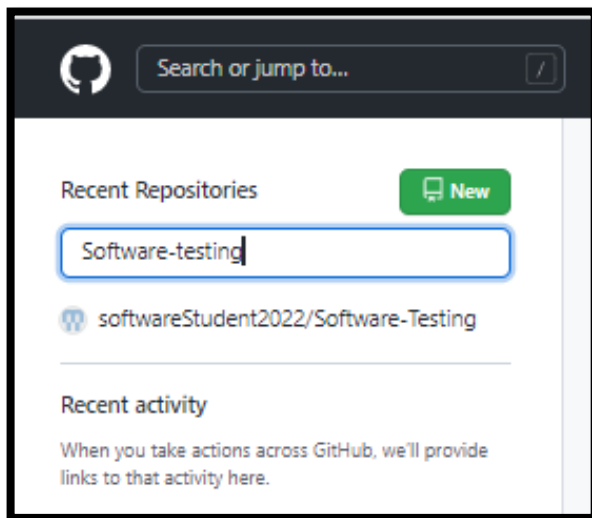 Search or jump to... /
Recent Repositories New
Software-testing
softwareStudent2022/Software-Testing
Recent activity
When you take actions across GitHub, we'll provide
links to that activity here.